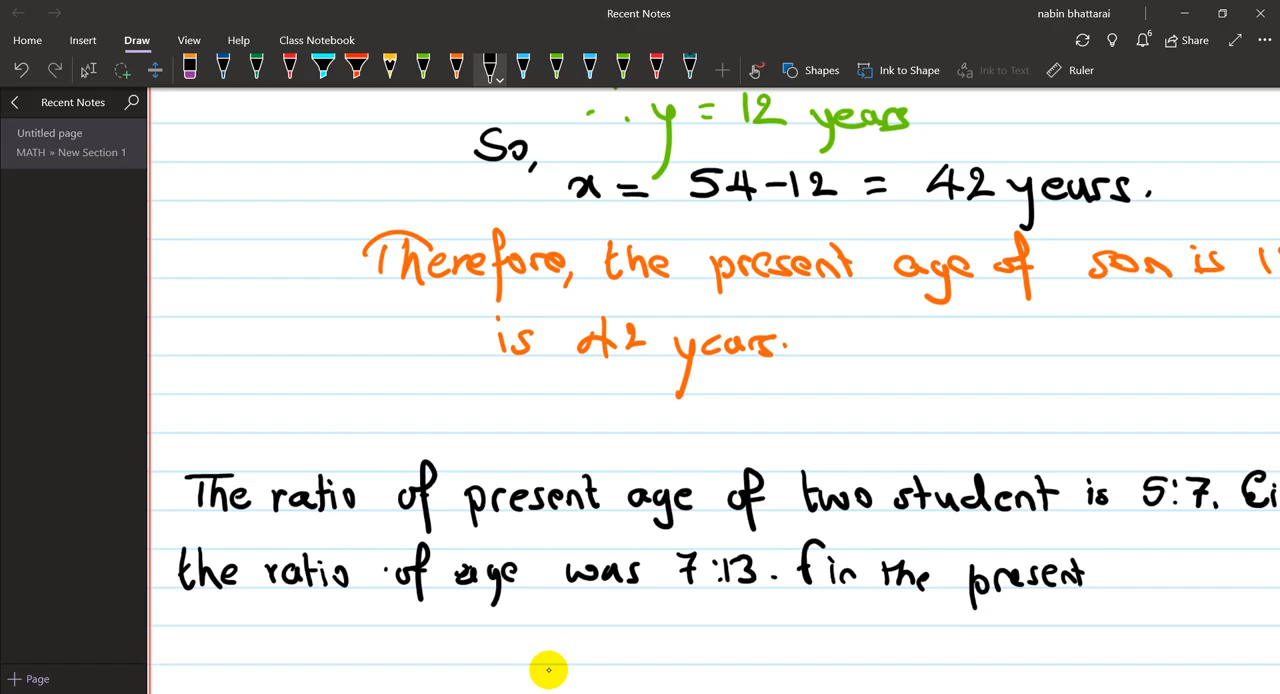 Recent Notes
nabin bhattarai
Home Insert Draw View Help Class Notebook
6
Share
Shapes Ink to Shape Ink to Text Ruler
Recent Notes
Untitled page
MATH » New Section 1
Page
∴ y = 12 years
So,
x = 54-12 = 42 years.
Therefore, the present age of son is
is 42 years.
The ratio of present age of two student is 5:7. Ei
the ratio of age was 7:13. fin the present